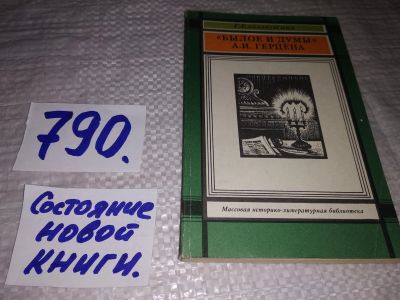 790.
Состояние
новой
книги.
«БЫЛОЕ И ДУМЫ»
А.И. ГЕРЦЕНА
Массовая историко-литературная библиотека